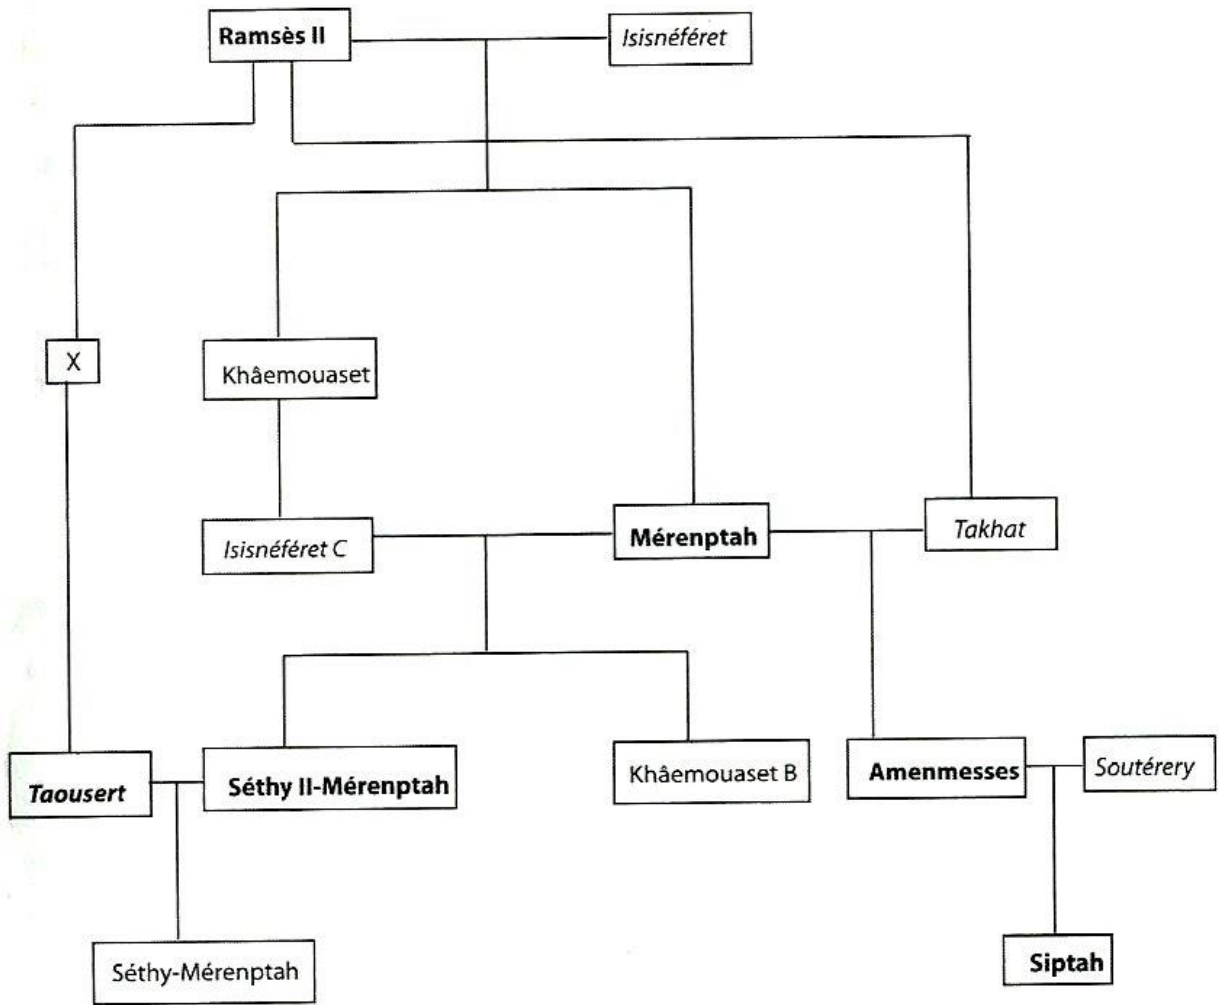 Ramsès II
Isisnéféret
X
Khâemouaset
Isisnéféret C
Mérenptah
Takhat
Taousert
Séthy II-Mérenptah
Khâemouaset B
Amenmesses
Soutérery
Séthy-Mérenptah
Siptah